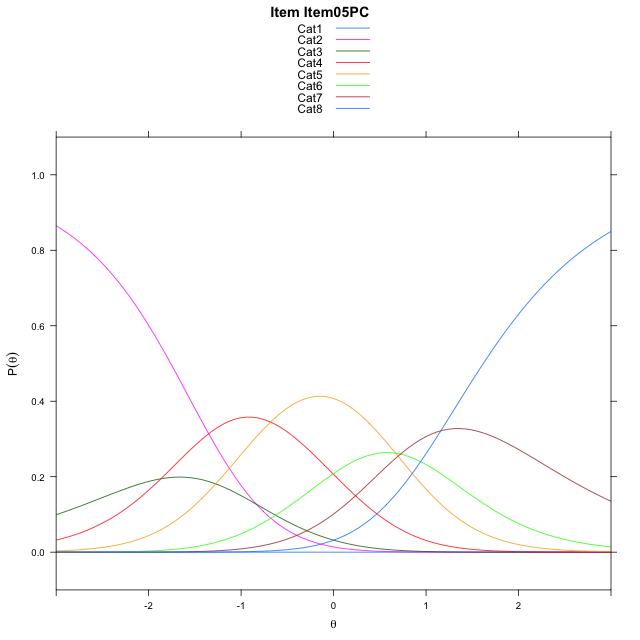 Item Item05PC
Cat1
Cat2
Cat3
Cat4
Cat5
Cat6
Cat7
Cat8
1.0
0.8
0.6
0.4
0.2
0.0
P(θ)
-2 -1 0 1 2
θ